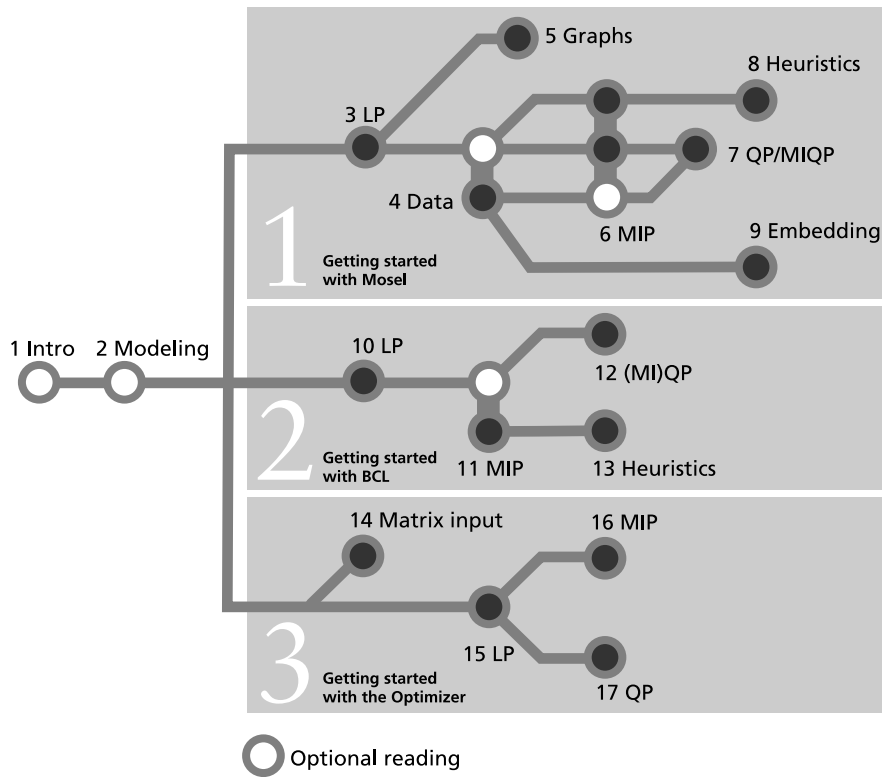 5 Graphs
8 Heuristics
3 LP
7 QP/MIQP
4 Data
6 MIP
9 Embedding
1
Getting started
with Mosel
1 Intro
2 Modeling
10 LP
12 (MI)QP
2
Getting started
with BCL
11 MIP
13 Heuristics
14 Matrix input
16 MIP
3
Getting started
with the Optimizer
15 LP
17 QP
Optional reading